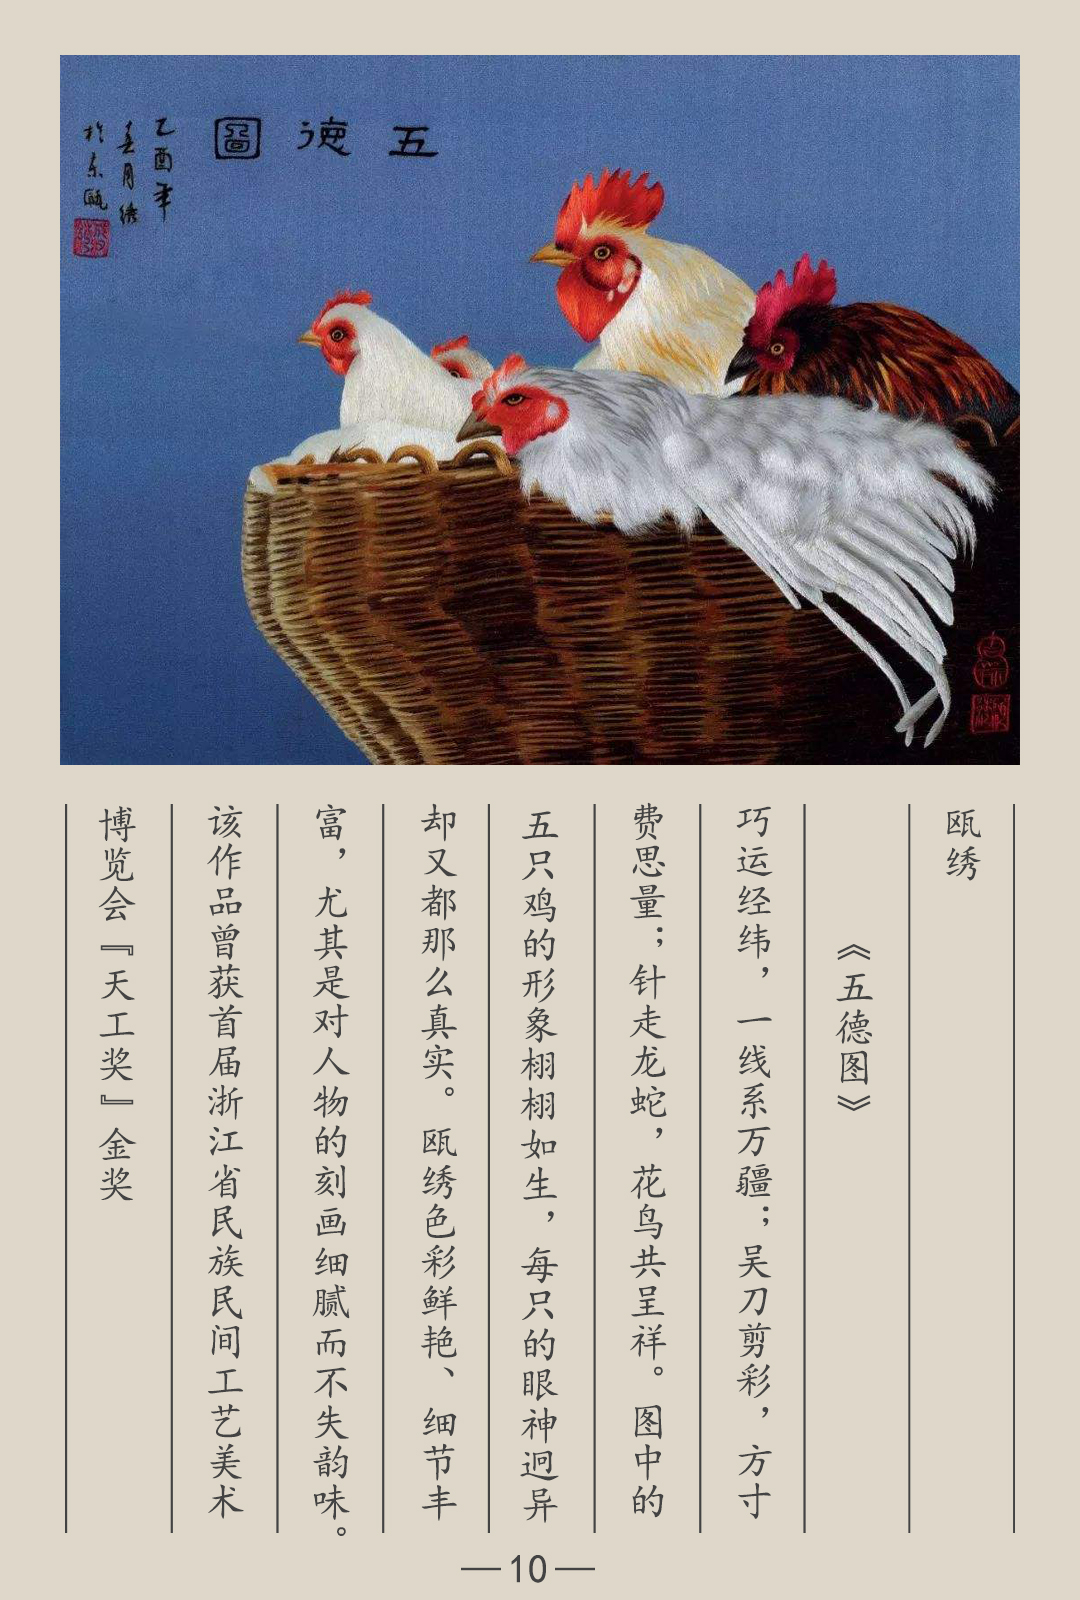 五德圖
乙酉年
春月绣
於东瓯
瓯绣
《五德图》
巧运经纬，一线系万疆；吴刀剪彩，方寸
费思量；针走龙蛇，花鸟共呈祥。图中的
五只鸡的形象栩栩如生，每只的眼神迥异
却又都那么真实。瓯绣色彩鲜艳、细节丰
富，尤其是对人物的刻画细腻而不失韵味。
该作品曾获首届浙江省民族民间工艺美术
博览会『天工奖』金奖
—10—